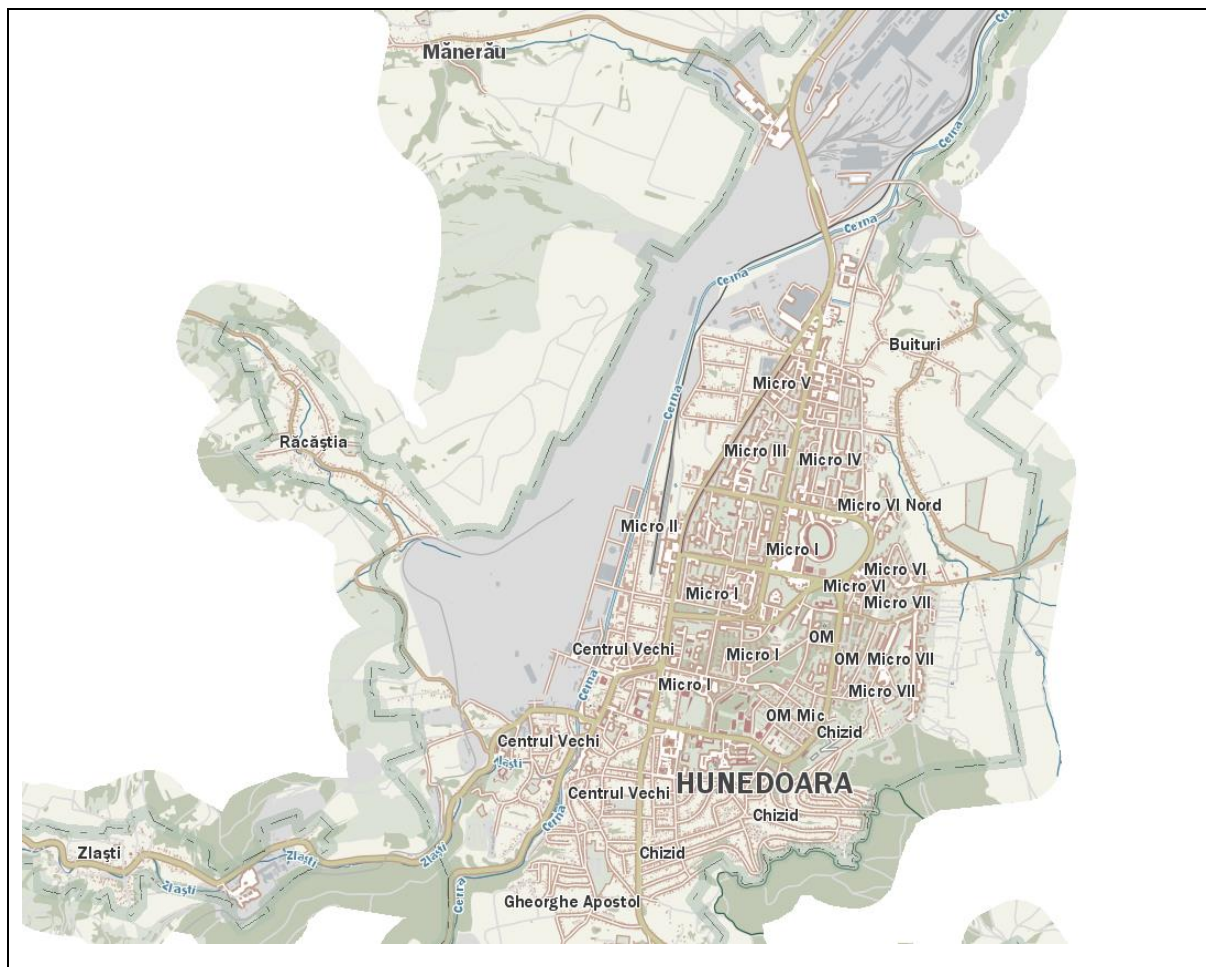 Mănerău
Cerna
Cerna
Cerna
Buituri
Micro V
Cerna
Răcăștia
Micro III
Micro IV
Micro VI Nord
Micro II
Micro I
Micro VI
Micro VI
Micro I
Micro VII
OM
Centrul Vechi
Micro I
OM
Micro VII
Cerna
Micro I
Micro VII
OM Mic
Chizid
Centrul Vechi
Zlaști
HUNEDOARA
Centrul Vechi
Chizid
Cerna
Zlaști
Zlaști
Zlaști
Chizid
Zlaști
Cerna
Gheorghe Apostol